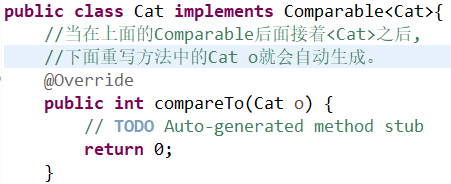 public class Cat implements Comparable<Cat>{
//当在上面的Comparable后面接着<Cat>之后,
//下面重写方法中的Cat o就会自动生成。
@Override
public int compareTo(Cat o) {
// TODO Auto-generated method stub
return 0;
}